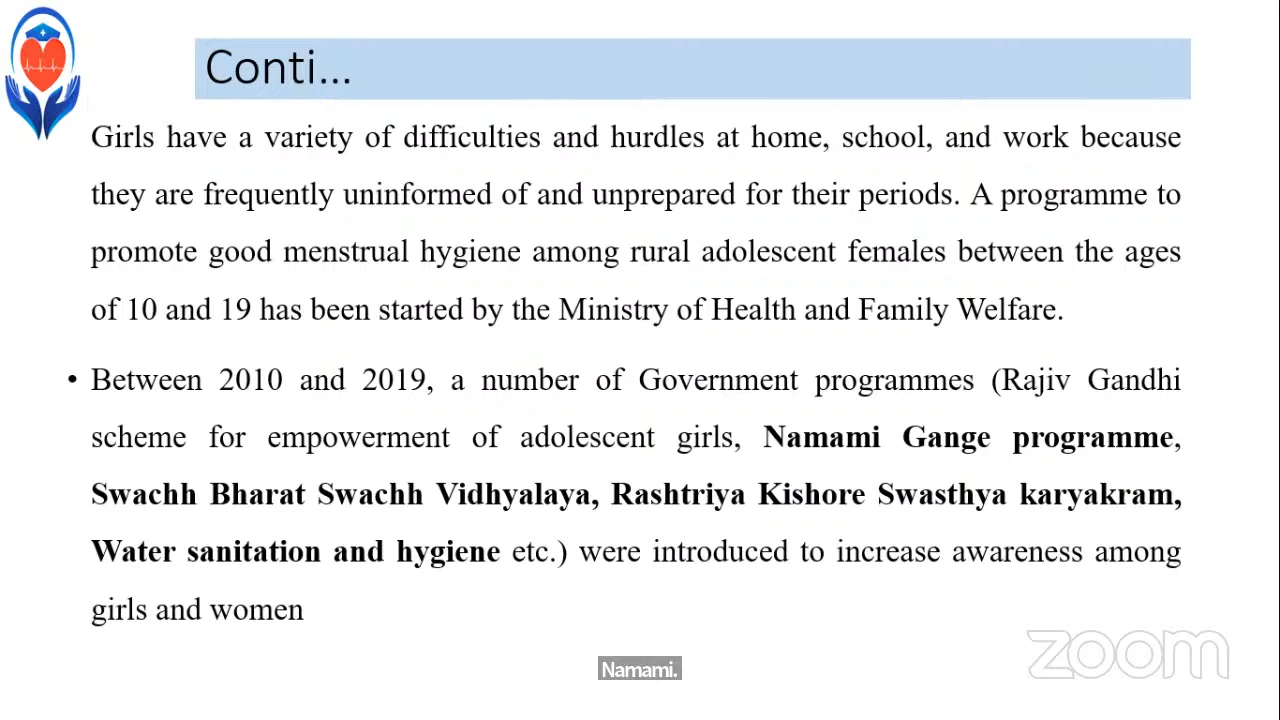 Conti...
Girls have a variety of difficulties and hurdles at home, school, and work because
they are frequently uninformed of and unprepared for their periods. A programme to
promote good menstrual hygiene among rural adolescent females between the ages
of 10 and 19 has been started by the Ministry of Health and Family Welfare.
• Between 2010 and 2019, a number of Government programmes (Rajiv Gandhi
scheme for empowerment of adolescent girls, Namami Gange programme,
Swachh Bharat Swachh Vidhyalaya, Rashtriya Kishore Swasthya karyakram,
Water sanitation and hygiene etc.) were introduced to increase awareness among
girls and women
zoom
Namami.